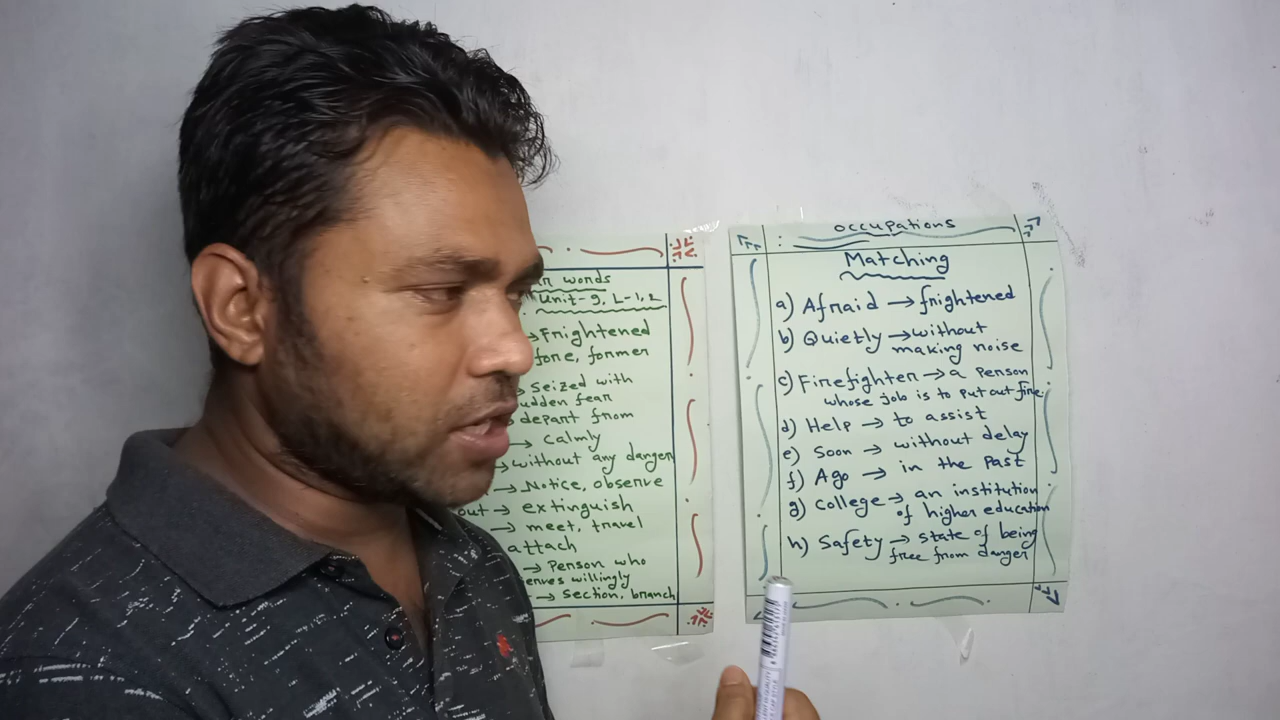 words
Unit-9, L-1,2
→ Frightened
fore, former
→ Seized with
udden fear
depart from
→ Calmly
→ without any danger
→ Notice, observe
out → extinguish
→ meet, travel
attach
→ Person who
erves willingly
→ Section, branch
occupations
Matching
a) Afraid → frightened
b) Quietly → without
making noise
c) Firefighter → a person
whose job is to put out fire
d) Help → to assist
e) Soon → without delay
f) Ago → in the past
g) College → an institution
of higher education
h) Safety → state of being
free from danger